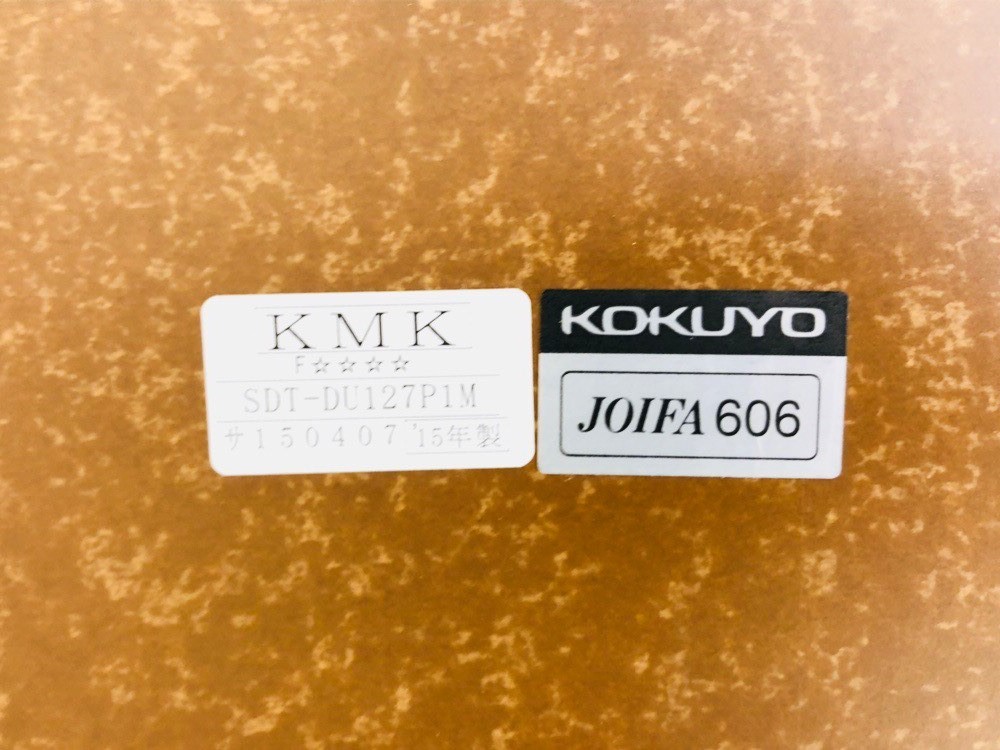 KMK
F☆☆☆☆
SDT-DU127P1M
サ150407 '15年製
KOKUYO
JOIFA 606